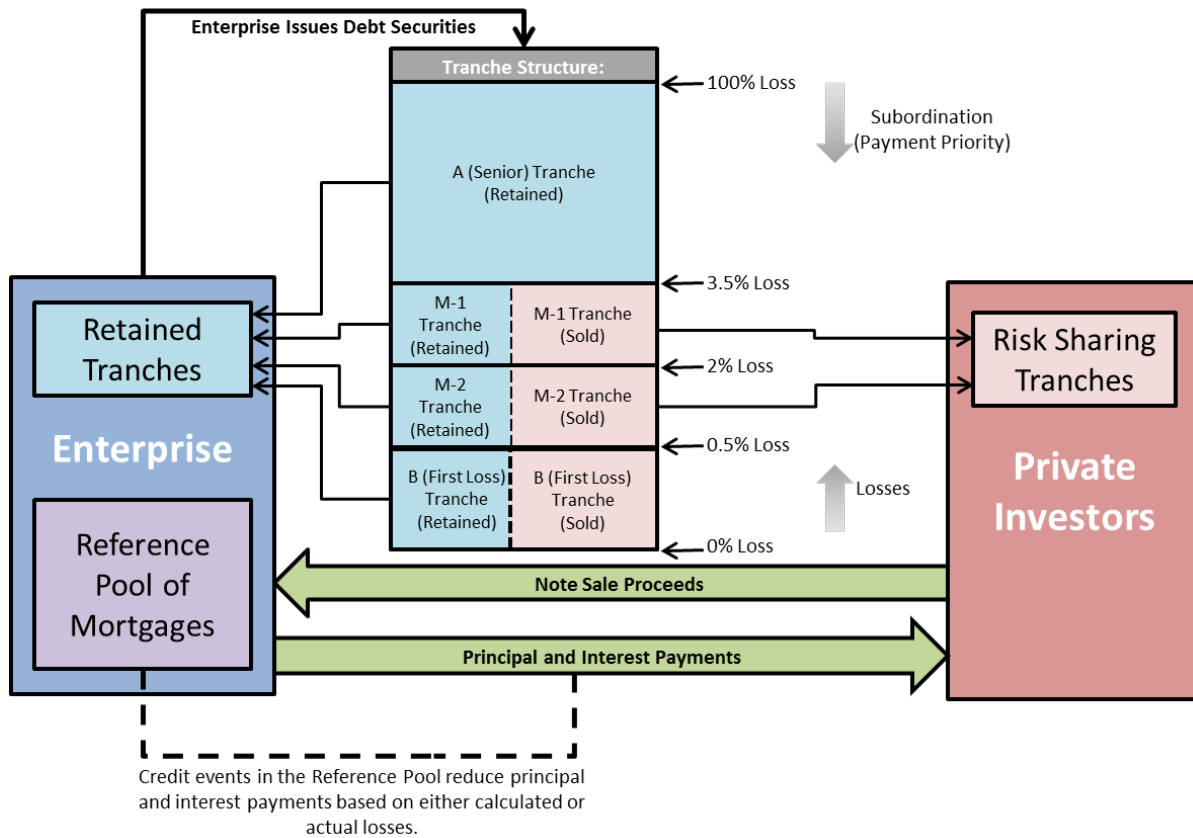 Enterprise Issues Debt Securities
Tranche Structure:
100% Loss
Subordination
(Payment Priority)
A (Senior) Tranche
(Retained)
3.5% Loss
M-1
Tranche
(Retained)
M-1 Tranche
(Sold)
2% Loss
M-2
Tranche
(Retained)
M-2 Tranche
(Sold)
0.5% Loss
B (First Loss)
Tranche
(Retained)
B (First Loss)
Tranche
(Sold)
Losses
0% Loss
Retained
Tranches
Enterprise
Reference
Pool of
Mortgages
Risk Sharing
Tranches
Private
Investors
Note Sale Proceeds
Principal and Interest Payments
Credit events in the Reference Pool reduce principal
and interest payments based on either calculated or
actual losses.